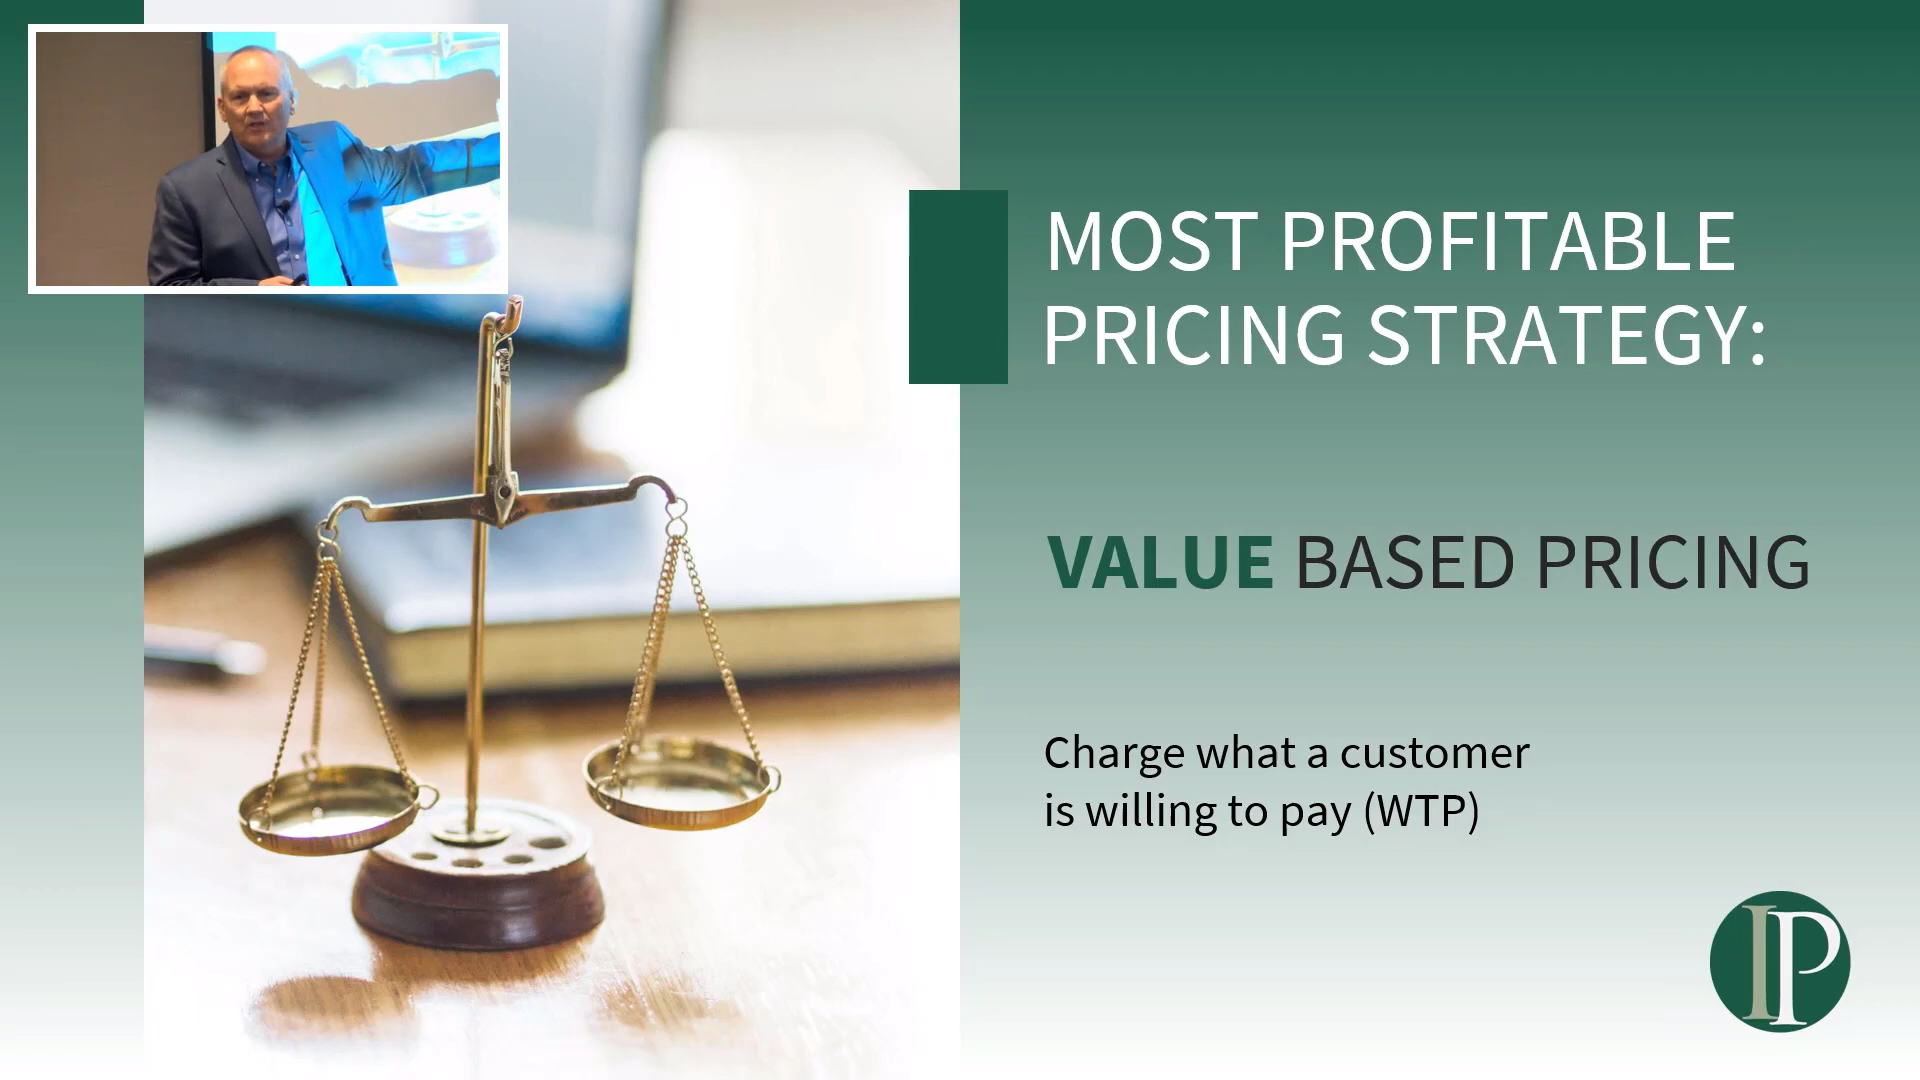 MOST PROFITABLE
PRICING STRATEGY:
VALUE BASED PRICING
Charge what a customer
is willing to pay (WTP)
IP